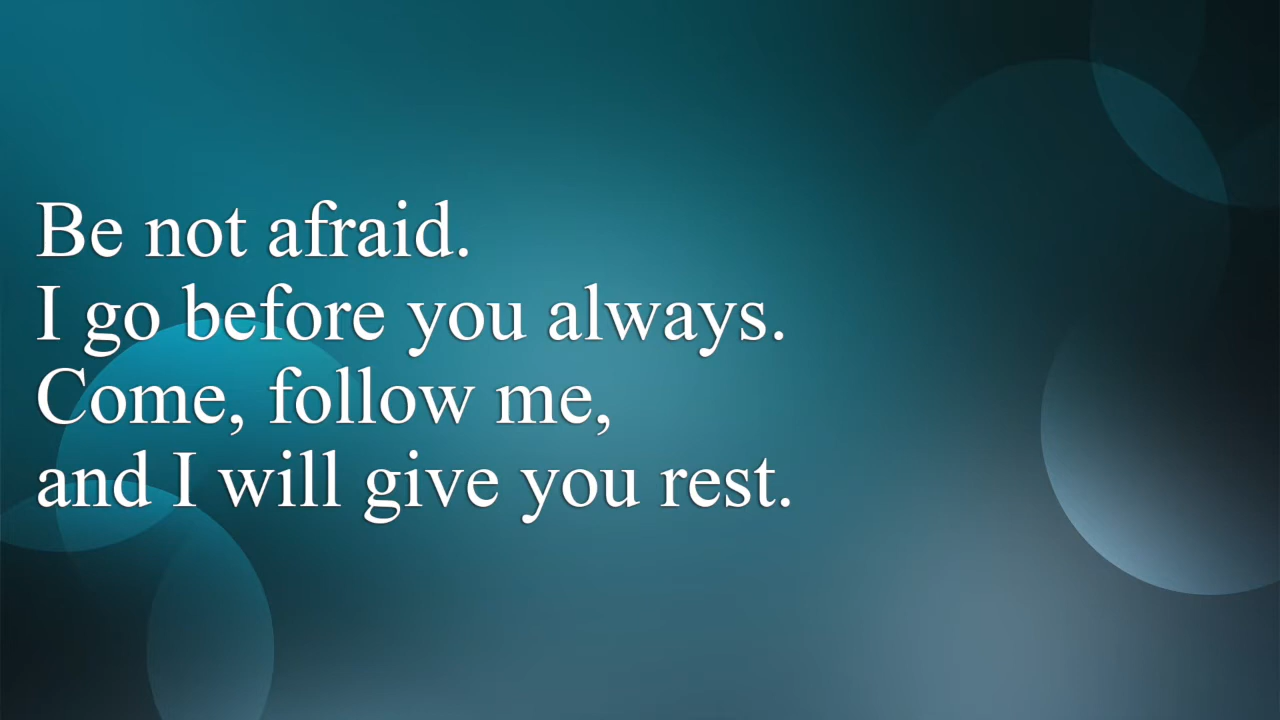 Be not afraid.
I go before you always.
Come, follow me,
and I will give you rest.